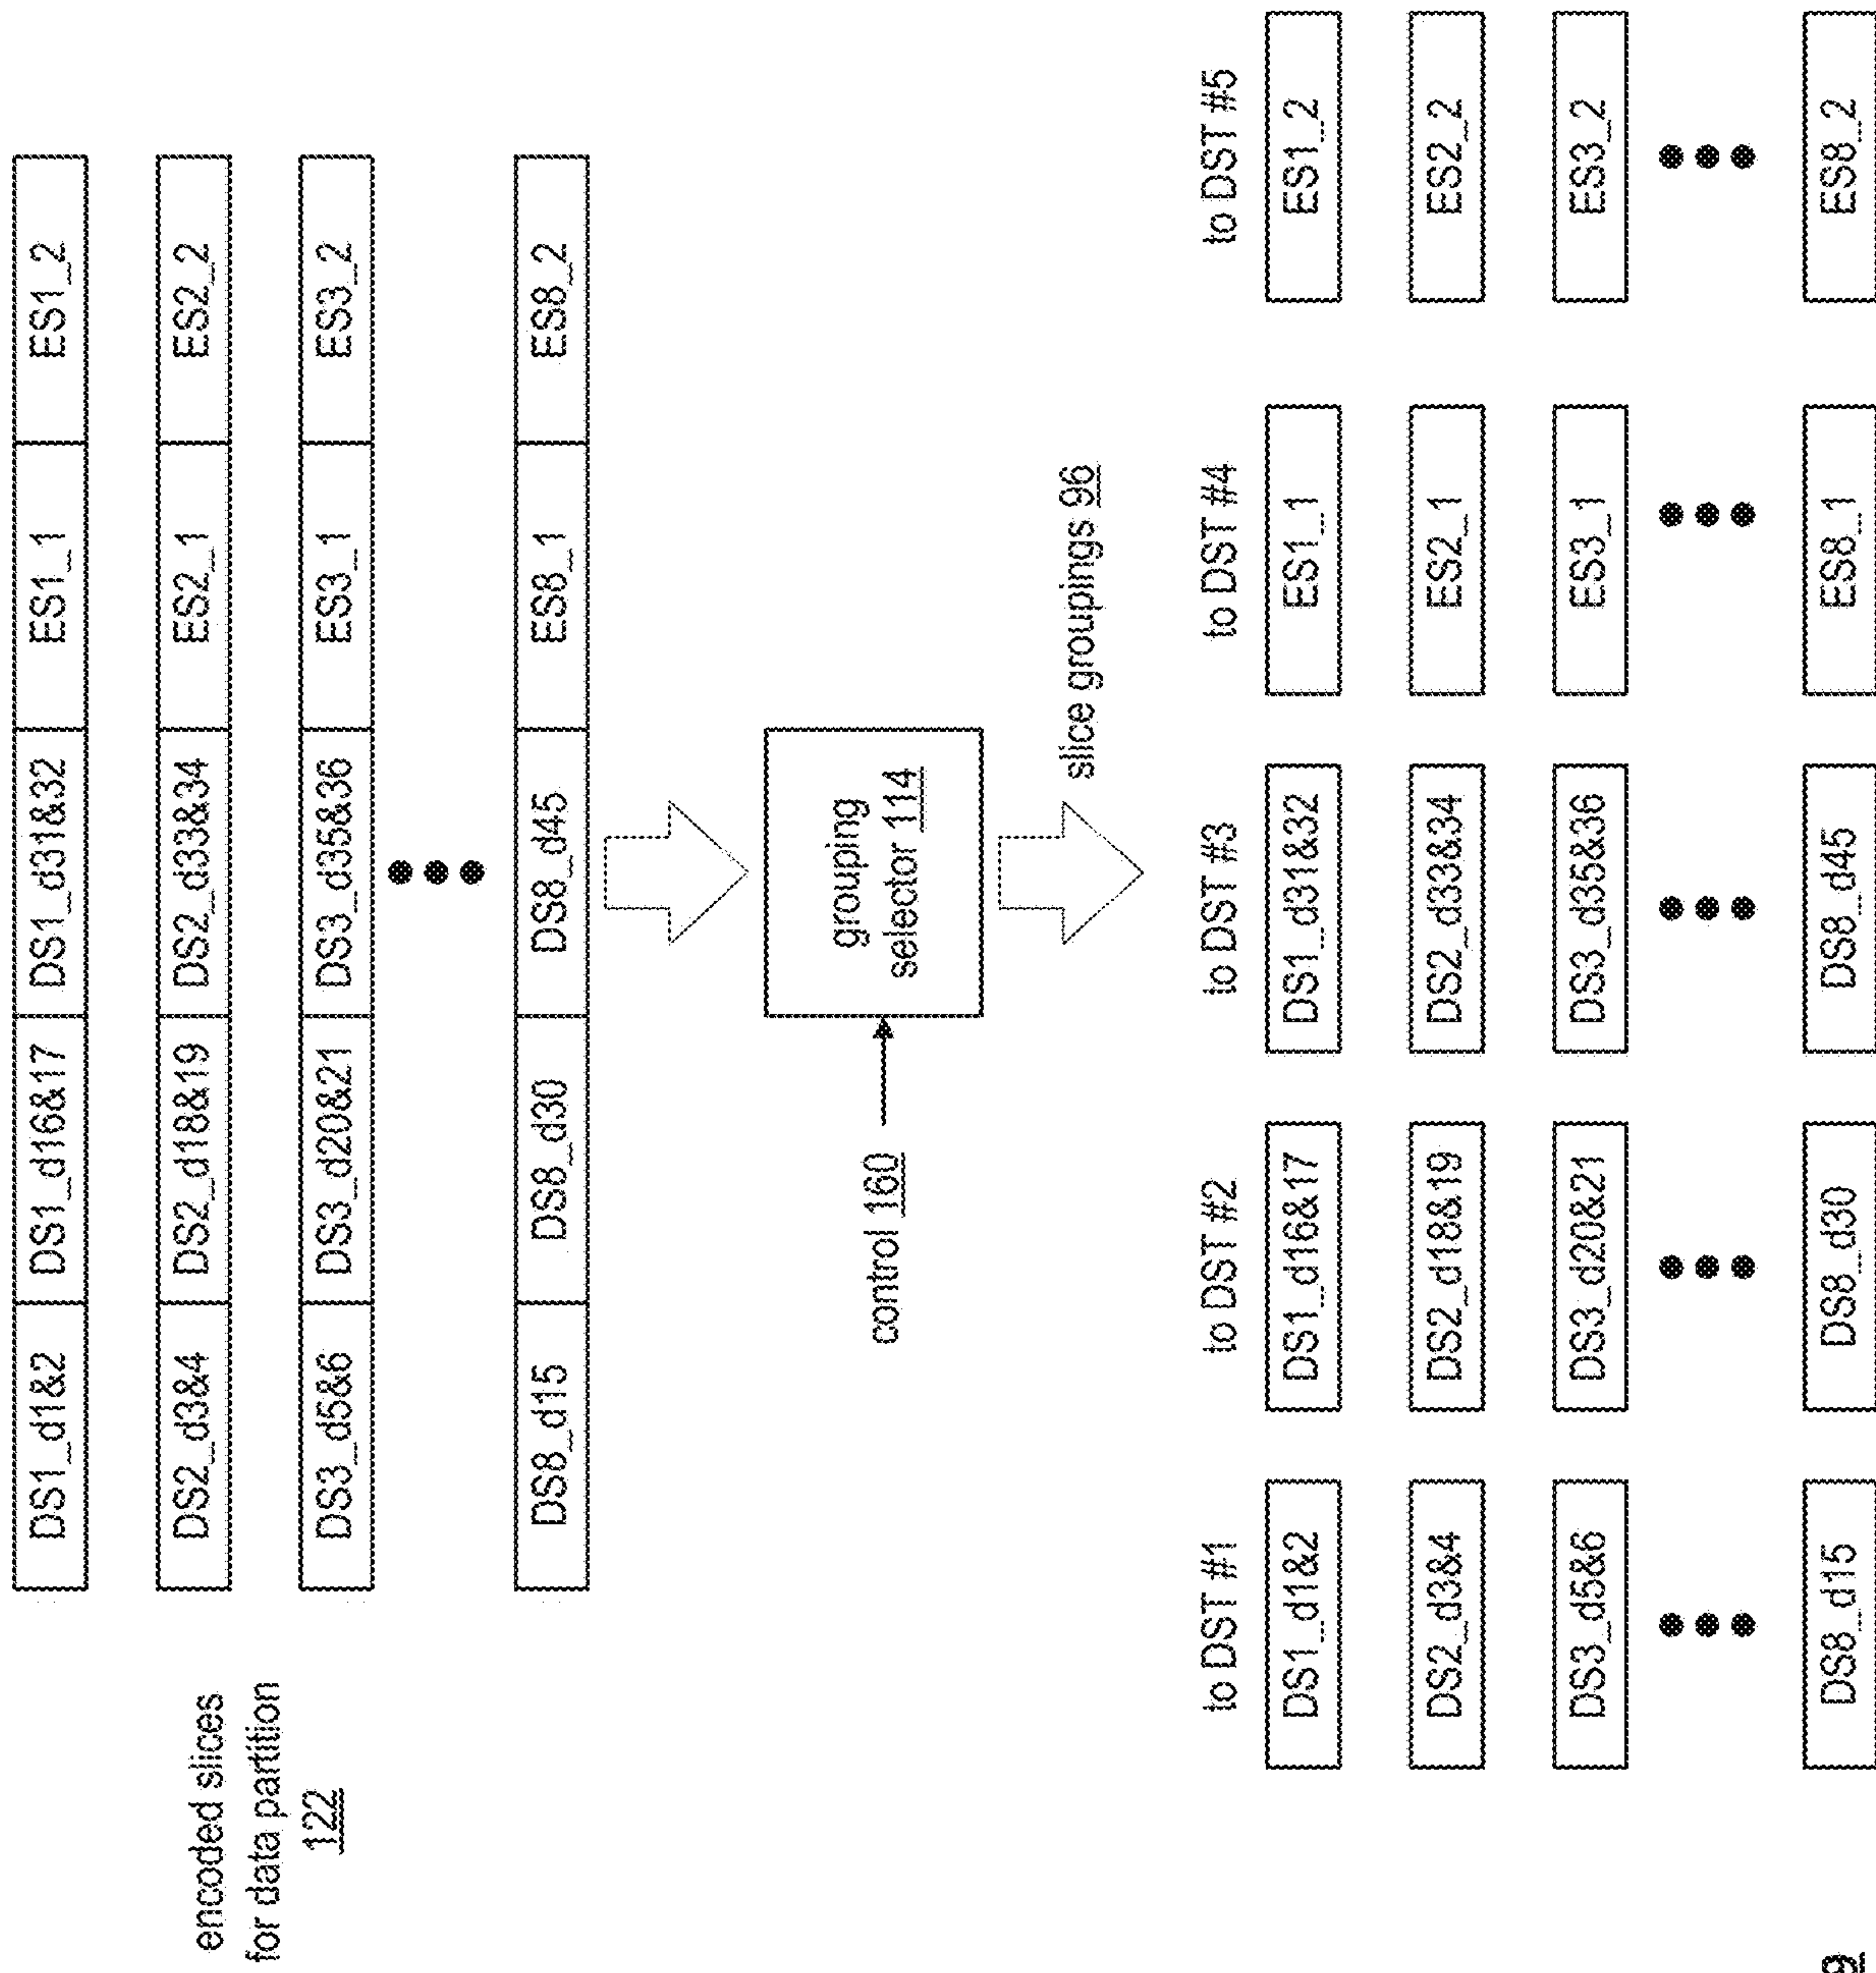 encoded slices
for data partition
122
DS1_d1&2 DS1_d16&17 DS1_d31&32 ES1_1 ES1_2
DS2_d3&4 DS2_d18&19 DS2_d33&34 ES2_1 ES2_2
DS3_d5&6 DS3_d20&21 DS3_d35&36 ES3_1 ES3_2
DS8_d15 DS8_d30 DS8_d45 ES8_1 ES8_2
control 160
grouping
selector 114
slice groupings 96
to DST #1 to DST #2 to DST #3 to DST #4 to DST #5
DS1_d1&2 DS1_d16&17 DS1_d31&32 ES1_1 ES1_2
DS2_d3&4 DS2_d18&19 DS2_d33&34 ES2_1 ES2_2
DS3_d5&6 DS3_d20&21 DS3_d35&36 ES3_1 ES3_2
DS8_d15 DS8_d30 DS8_d45 ES8_1 ES8_2